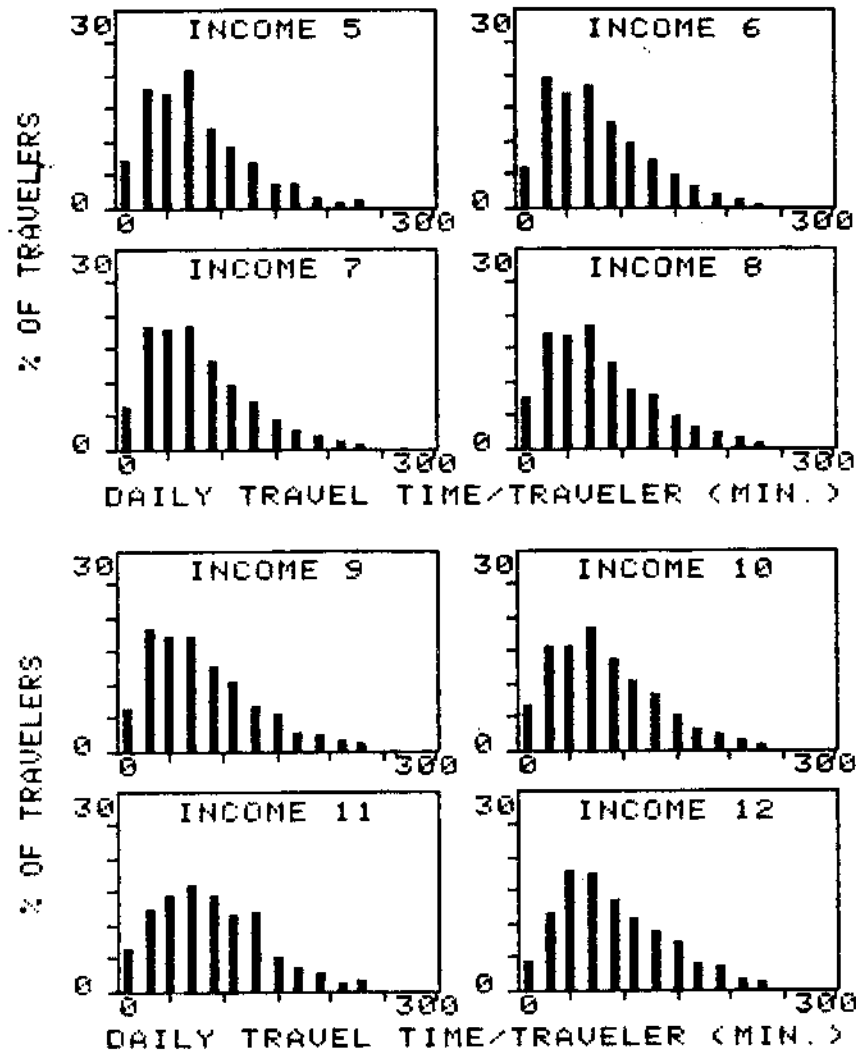 30 INCOME 5
30 INCOME 6
0
0 300
0
0 300
30 INCOME 7
30 INCOME 8
0
0 300
0
0 300
% OF TRAVELERS
DAILY TRAVEL TIME/TRAVELER (MIN.)
30 INCOME 9
30 INCOME 10
0
0 300
0
0 300
30 INCOME 11
30 INCOME 12
0
0 300
0
0 300
% OF TRAVELERS
DAILY TRAVEL TIME/TRAVELER (MIN.)